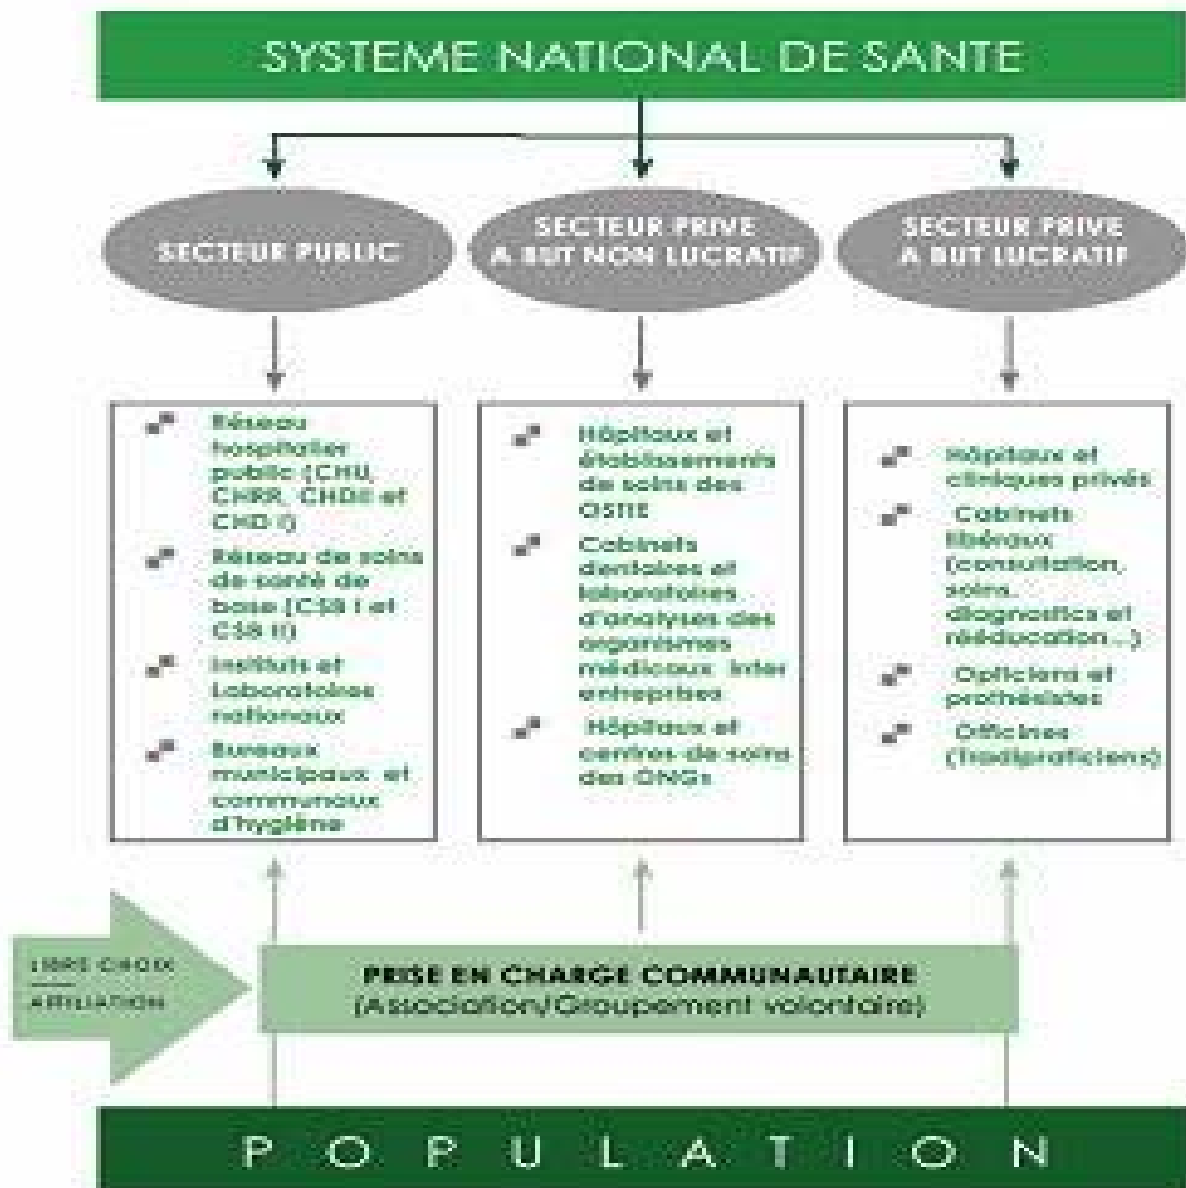 SYSTEME NATIONAL DE SANTE
SECTEUR PUBLIC
SECTEUR PRIVE
A BUT NON LUCRATIF
SECTEUR PRIVE
A BUT LUCRATIF
Réseau
hospitalier
public (CHU,
CHRR, CHDII et
CHD I)
Réseau de soins
de santé de
base (CSB I et
CSB II)
Instituts et
Laboratoires
nationaux
Bureaux
municipaux et
communaux
d'hygiène
Hôpitaux et
établissements
de soins des
Cabinets
dentaires et
laboratoires
d'analyses des
organismes
médicaux inter
entreprises
Hôpitaux et
centres de soins
des ONGs
Hôpitaux et
cliniques privés
Cabinets
libéraux
(consultation,
soins,
diagnostics et
rééducation...)
Opticiens et
prothésistes
Officines
(Tradipraticiens)
LIBRE CHOIX
AFFILIATION
PRISE EN CHARGE COMMUNAUTAIRE
(Association/Groupement volontaire)
POPULATION